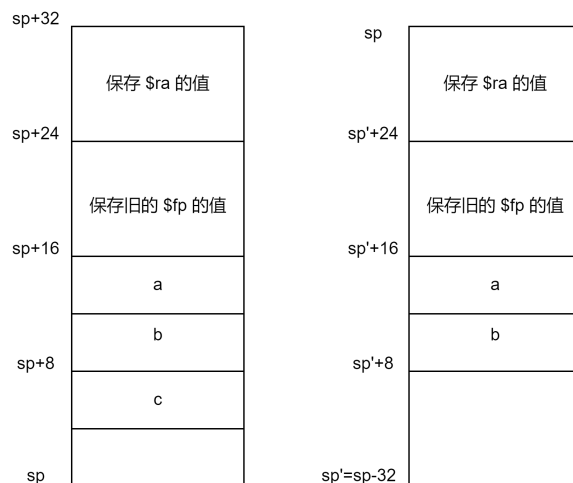 sp+32
保存 $ra 的值
sp+24
保存旧的 $fp 的值
sp+16
a
b
sp+8
c
sp
sp
保存 $ra 的值
sp'+24
保存旧的 $fp 的值
sp'+16
a
b
sp'+8
sp'=sp-32